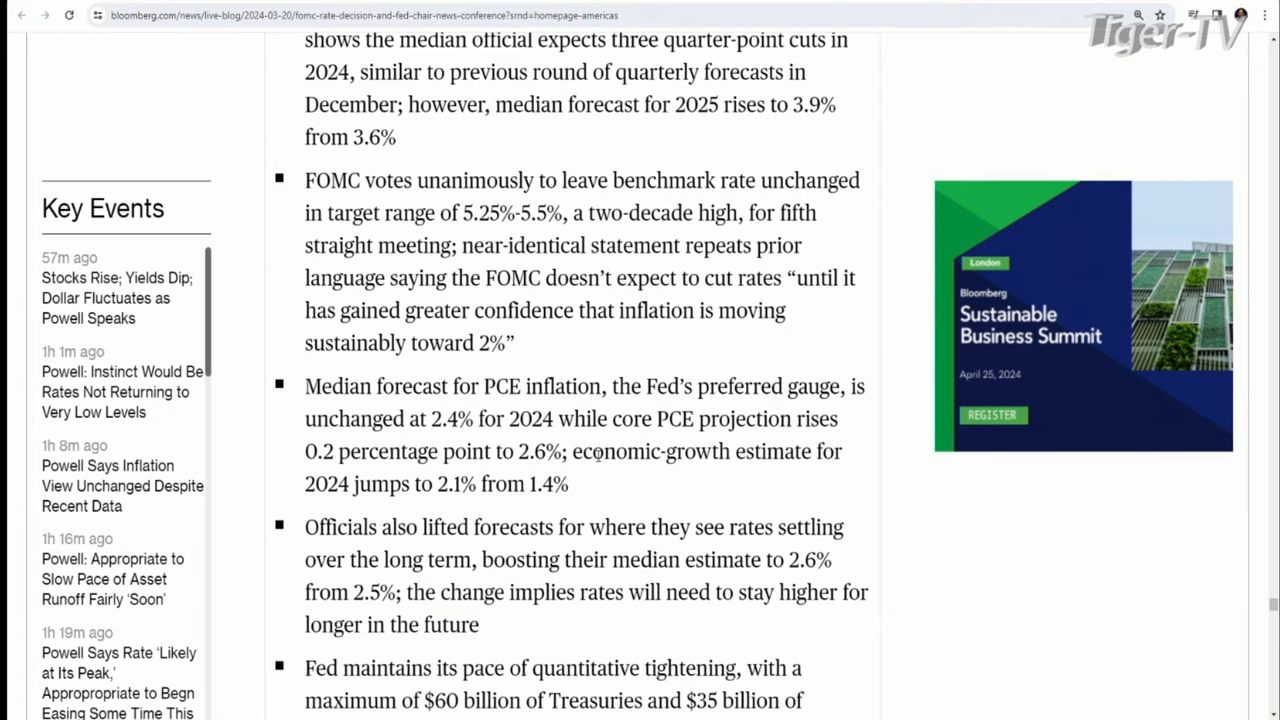 bloomberg.com/news/live-blog/2024-03-20/fomc-rate-decision-and-fed-chair-news-conference?srnd=homepage-americas
Tiger-TV
shows the median official expects three quarter-point cuts in
2024, similar to previous round of quarterly forecasts in
December; however, median forecast for 2025 rises to 3.9%
from 3.6%
FOMC votes unanimously to leave benchmark rate unchanged
in target range of 5.25%-5.5%, a two-decade high, for fifth
straight meeting; near-identical statement repeats prior
language saying the FOMC doesn’t expect to cut rates “until it
has gained greater confidence that inflation is moving
sustainably toward 2%”
Median forecast for PCE inflation, the Fed’s preferred gauge, is
unchanged at 2.4% for 2024 while core PCE projection rises
0.2 percentage point to 2.6%; economic-growth estimate for
2024 jumps to 2.1% from 1.4%
Officials also lifted forecasts for where they see rates settling
over the long term, boosting their median estimate to 2.6%
from 2.5%; the change implies rates will need to stay higher for
longer in the future
Fed maintains its pace of quantitative tightening, with a
maximum of $60 billion of Treasuries and $35 billion of
Key Events
57m ago
Stocks Rise; Yields Dip;
Dollar Fluctuates as
Powell Speaks
1h 1m ago
Powell: Instinct Would Be
Rates Not Returning to
Very Low Levels
1h 8m ago
Powell Says Inflation
View Unchanged Despite
Recent Data
1h 16m ago
Powell: Appropriate to
Slow Pace of Asset
Runoff Fairly ‘Soon’
1h 19m ago
Powell Says Rate ‘Likely
at Its Peak,’
Appropropriate to Begn
Easing Some Time This
London
Bloomberg
Sustainable
Business Summit
April 25, 2024
REGISTER